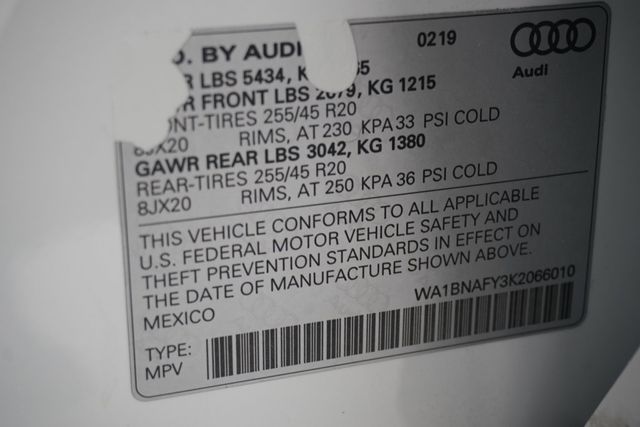 BY AUDI 0219
Audi
LBS 5434,
FRONT LBS 2679, KG 1215
TIRES 255/45 R20
RIMS, AT 230 KPA 33 PSI COLD
GAWR REAR LBS 3042, KG 1380
REAR-TIRES 255/45 R20
8JX20 RIMS, AT 250 KPA 36 PSI COLD
THIS VEHICLE CONFORMS TO ALL APPLICABLE
U.S. FEDERAL MOTOR VEHICLE SAFETY AND
THEFT PREVENTION STANDARDS IN EFFECT ON
THE DATE OF MANUFACTURE SHOWN ABOVE.
MEXICO WA1BNAFY3K2066010
TYPE:
MPV